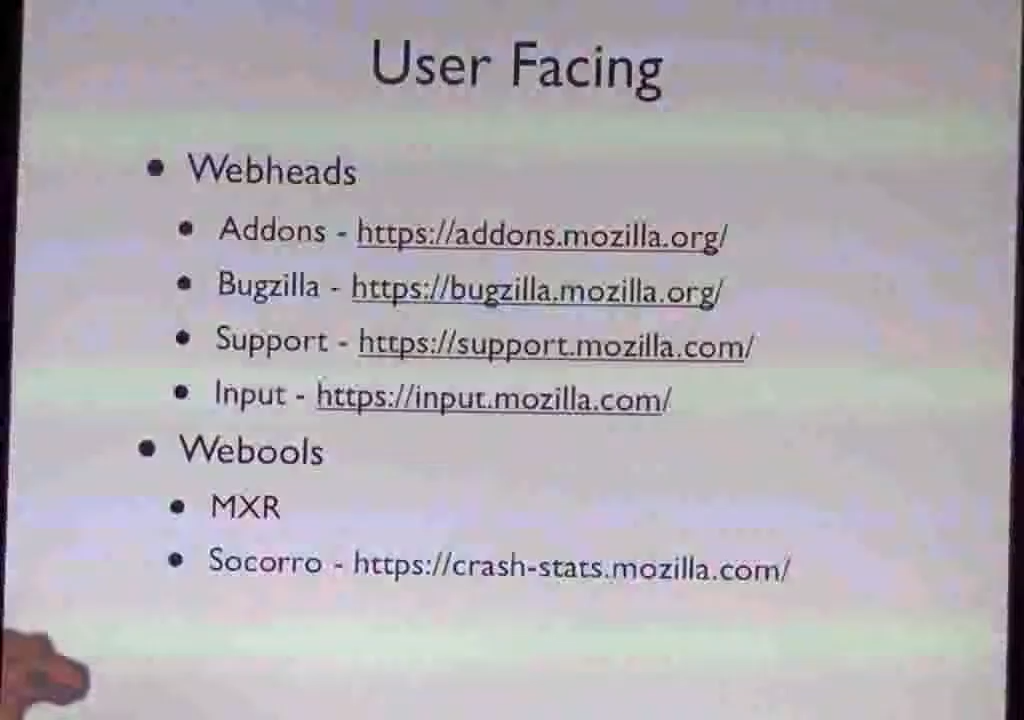 User Facing
• Webheads
• Addons - https://addons.mozilla.org/
• Bugzilla - https://bugzilla.mozilla.org/
• Support - https://support.mozilla.com/
• Input - https://input.mozilla.com/
• Webools
• MXR
• Socorro - https://crash-stats.mozilla.com/